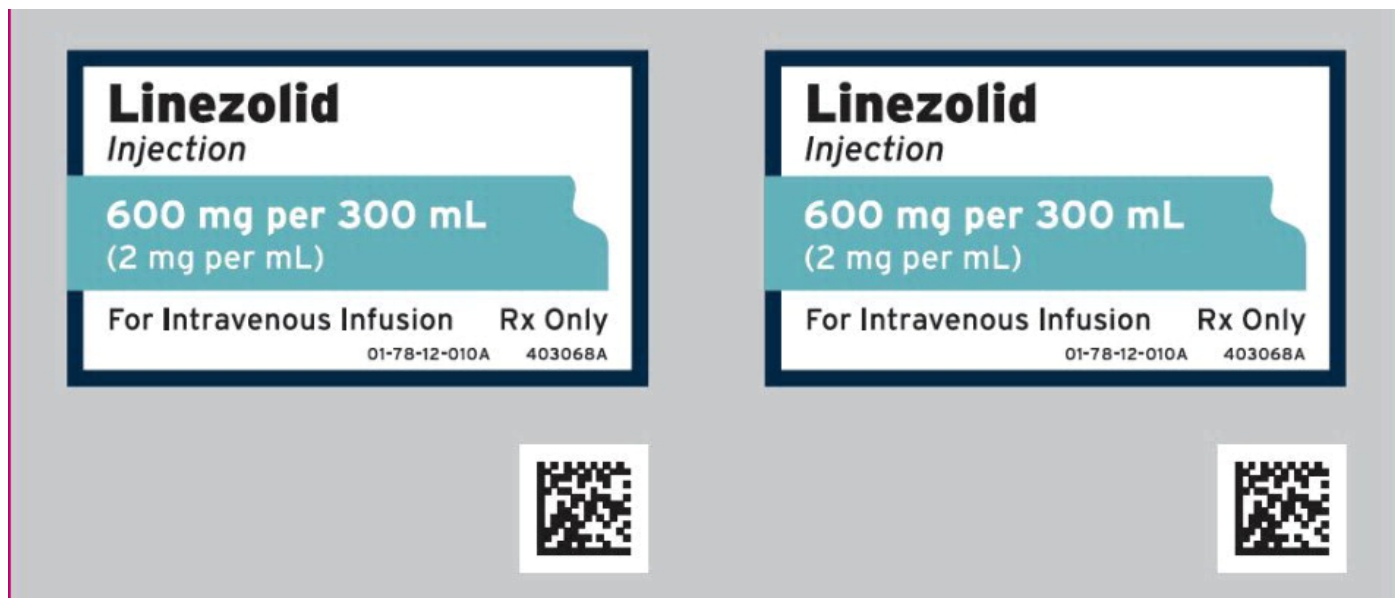 Linezolid
Injection
600 mg per 300 mL
(2 mg per mL)
For Intravenous Infusion Rx Only
01-78-12-010A 403068A
Linezolid
Injection
600 mg per 300 mL
(2 mg per mL)
For Intravenous Infusion Rx Only
01-78-12-010A 403068A